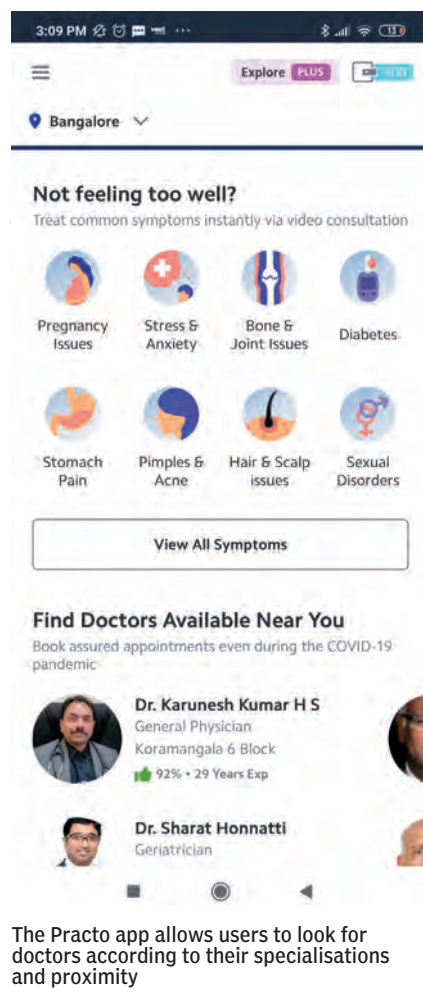 3:09 PM
13
Explore PLUS
Bangalore
Not feeling too well?
Treat common symptoms instantly via video consultation
Pregnancy Issues
Stress & Anxiety
Bone & Joint Issues
Diabetes
Stomach Pain
Pimples & Acne
Hair & Scalp issues
Sexual Disorders
View All Symptoms
Find Doctors Available Near You
Book assured appointments even during the COVID-19
pandemic
Dr. Karunesh Kumar H S
General Physician
Koramangala 6 Block
92% • 29 Years Exp
Dr. Sharat Honnatti
Geriatrician
The Practo app allows users to look for
doctors according to their specialisations
and proximity